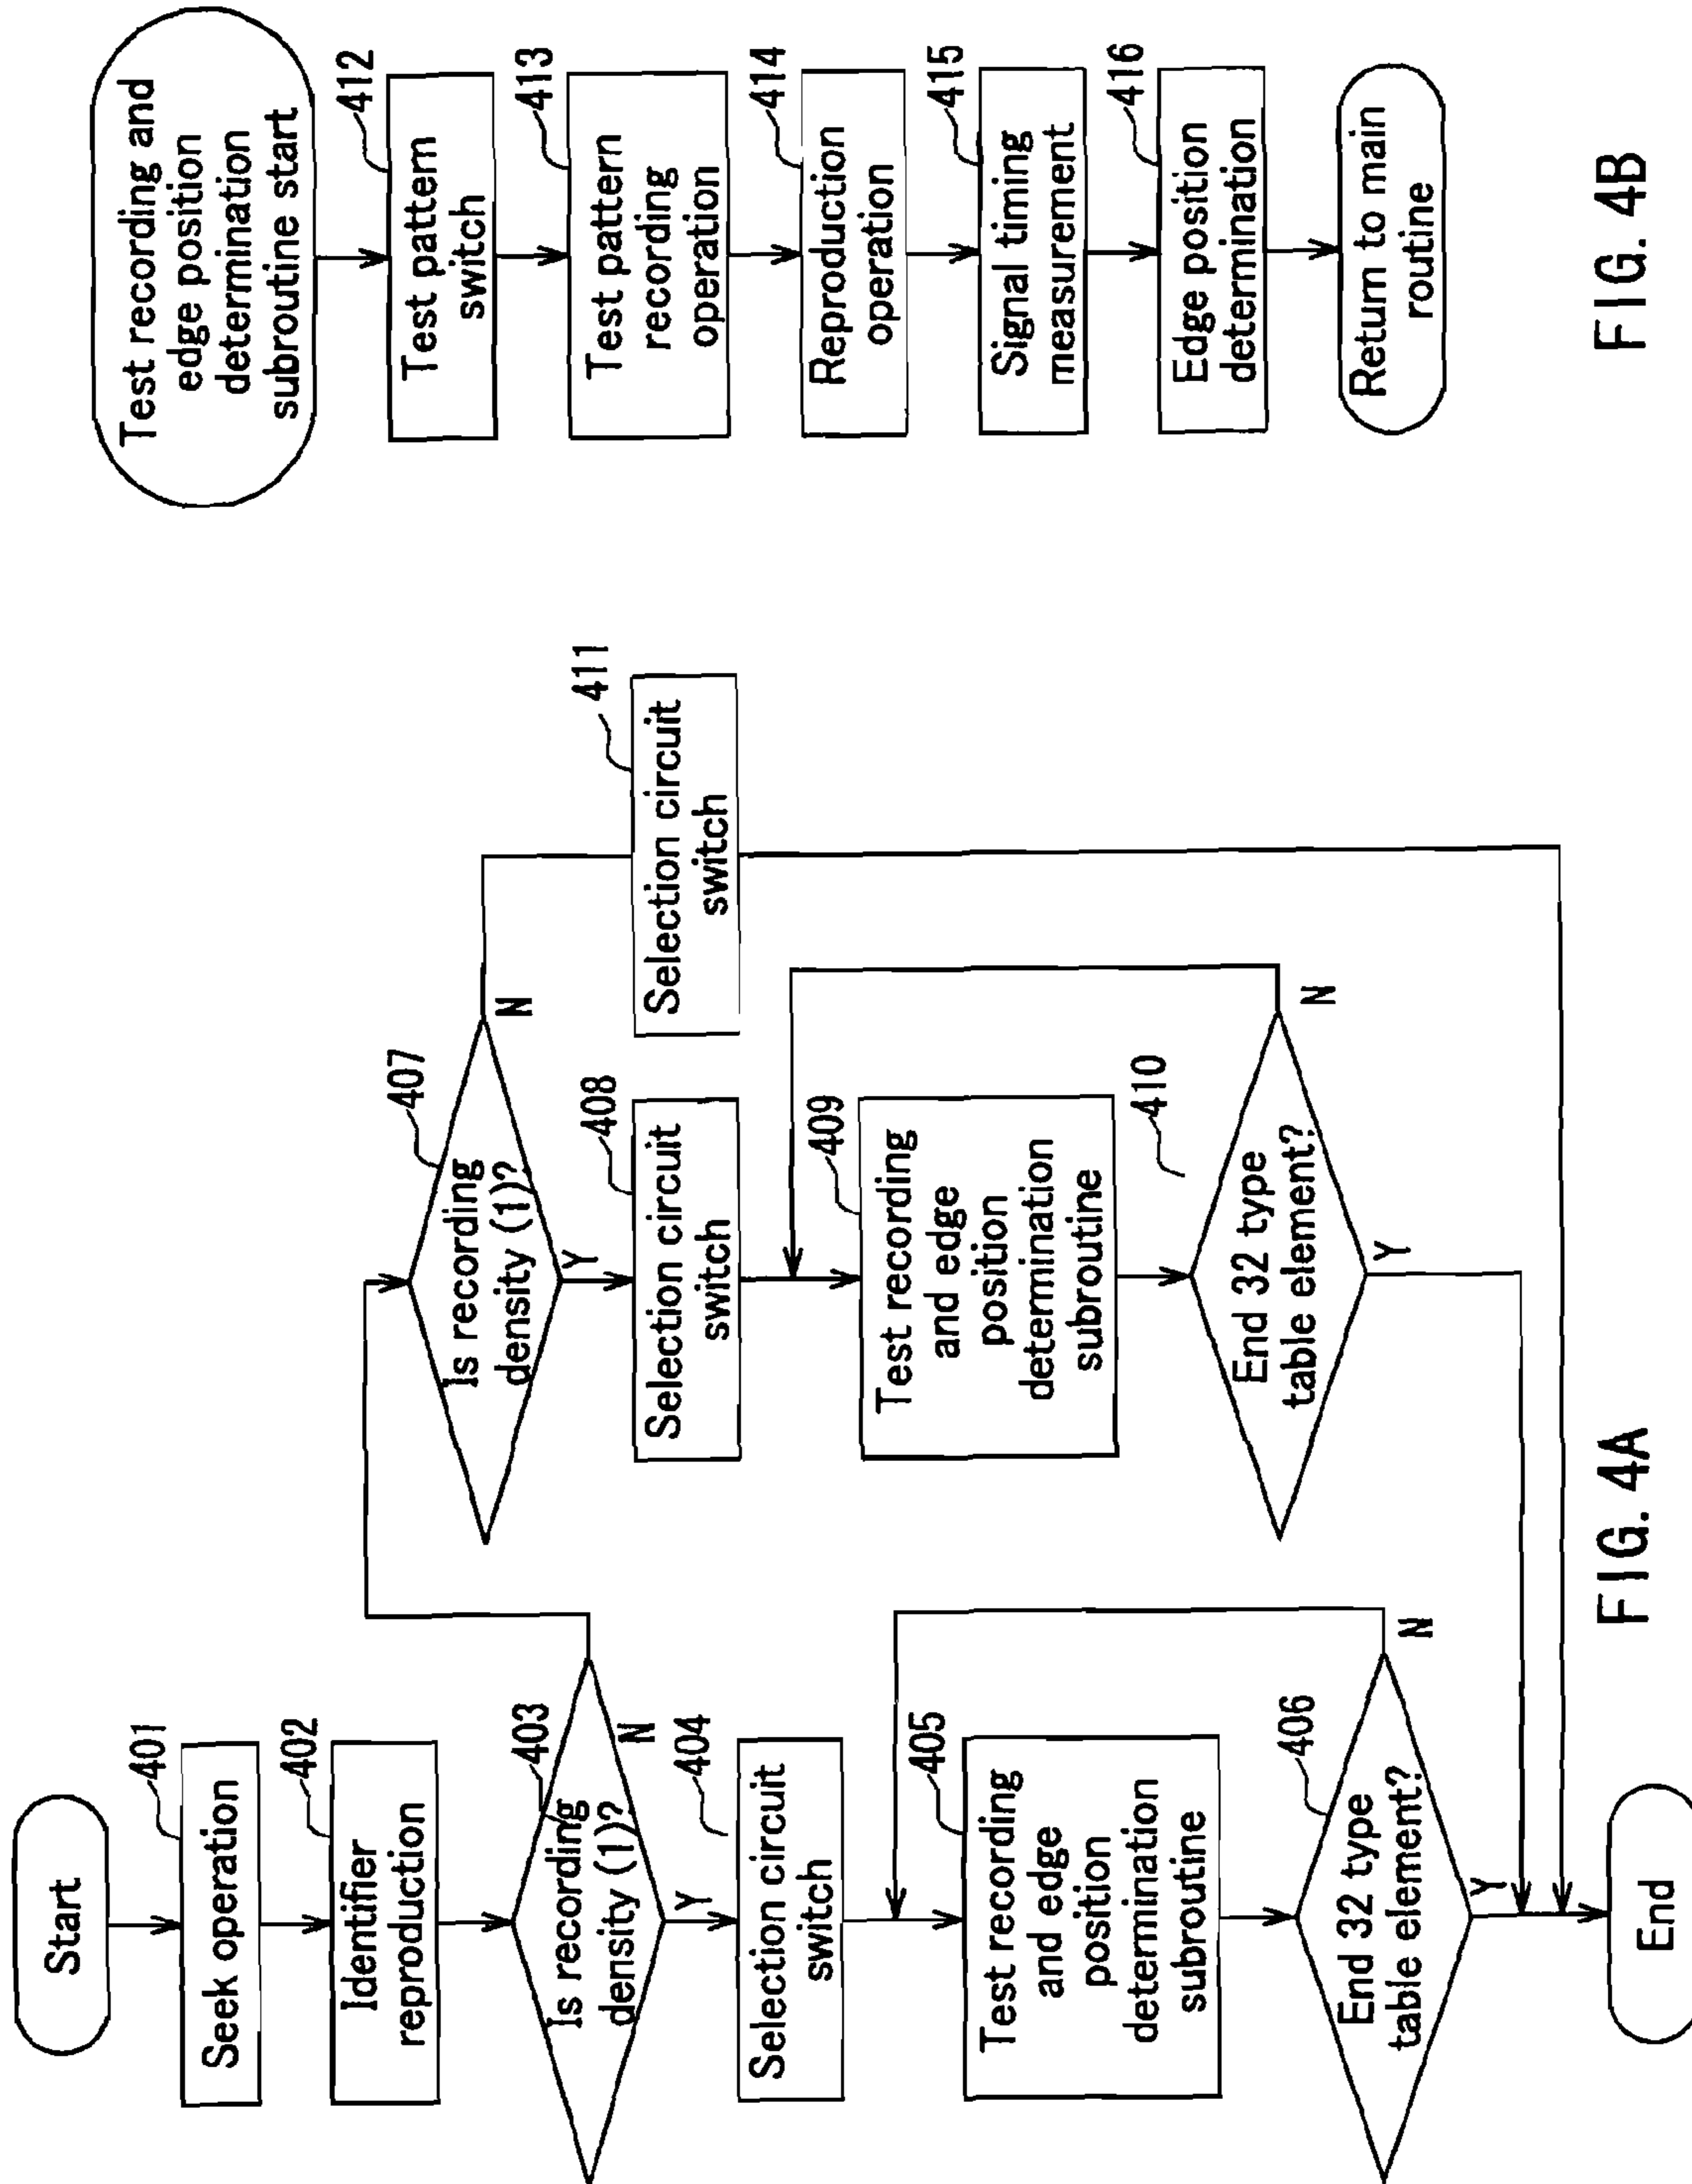 Start
401
Seek operation
402
Identifier
reproduction
403
Is recording
density (1)?
N
Y
404
Selection circuit
switch
405
Test recording
and edge
position
determination
subroutine
406
End 32 type
table element?
N
Y
End
407
Is recording
density (1)?
N
Y
408
Selection circuit
switch
409
Test recording
and edge
position
determination
subroutine
410
End 32 type
table element?
N
Y
411
Selection circuit
switch
FIG. 4A
Test recording and
edge position
determination
subroutine start
412
Test pattern
switch
413
Test pattern
recording
operation
414
Reproduction
operation
415
Signal timing
measurement
416
Edge position
determination
Return to main
routine
FIG. 4B